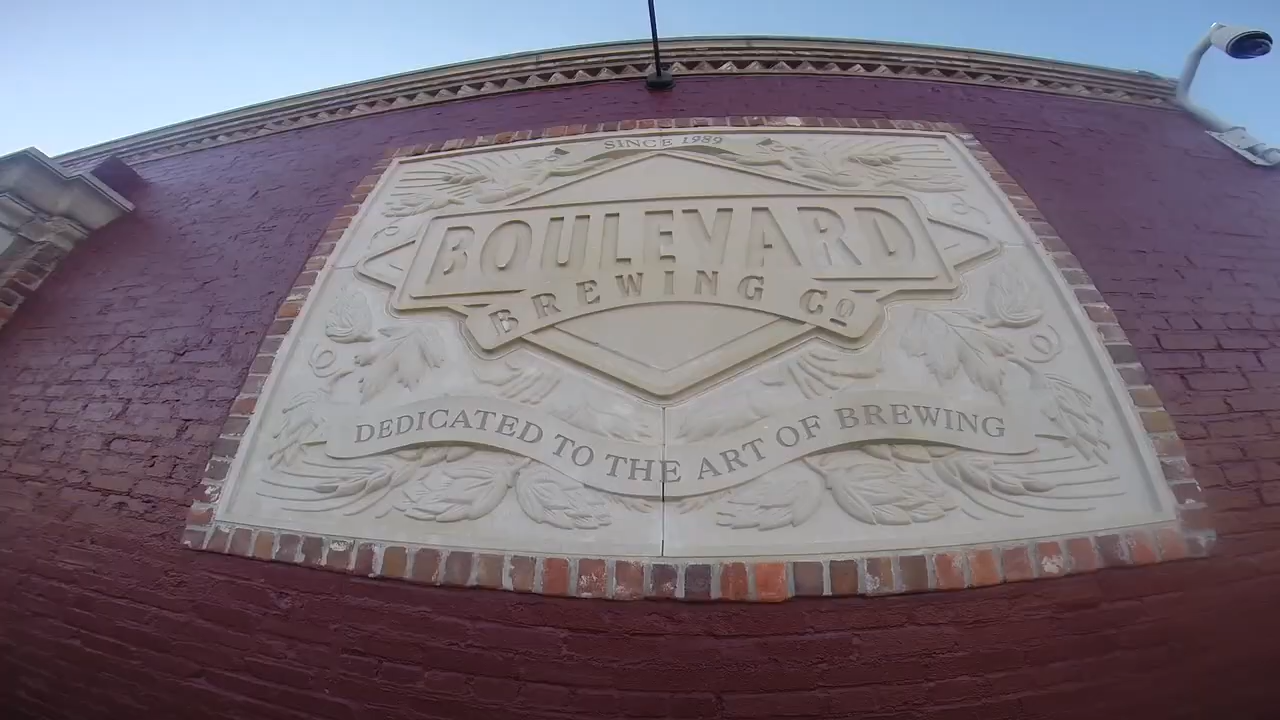 SINCE 1989
BOULEVARD
BREWING CO
DEDICATED TO THE ART OF BREWING